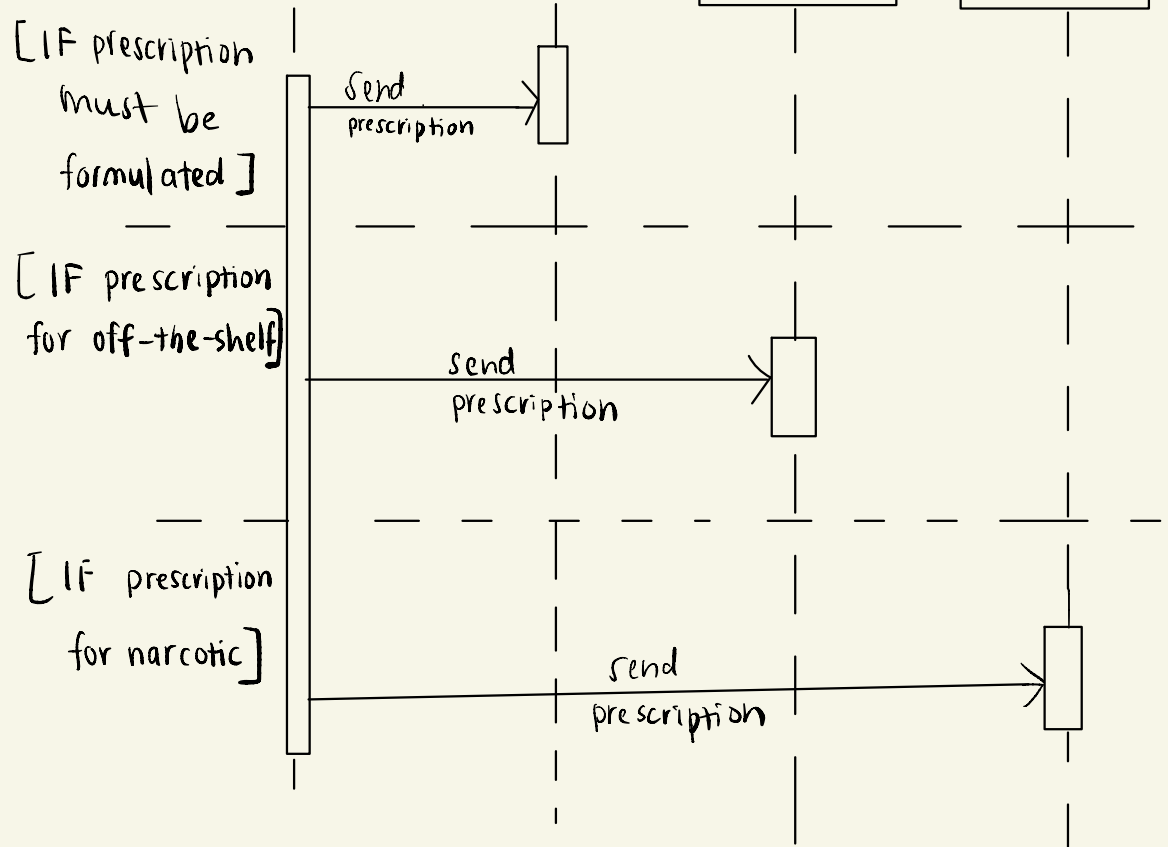 [IF prescription
must be
formulated]
send
prescription
[IF prescription
for off-the-shelf]
send
prescription
[IF prescription
for narcotic]
send
prescription